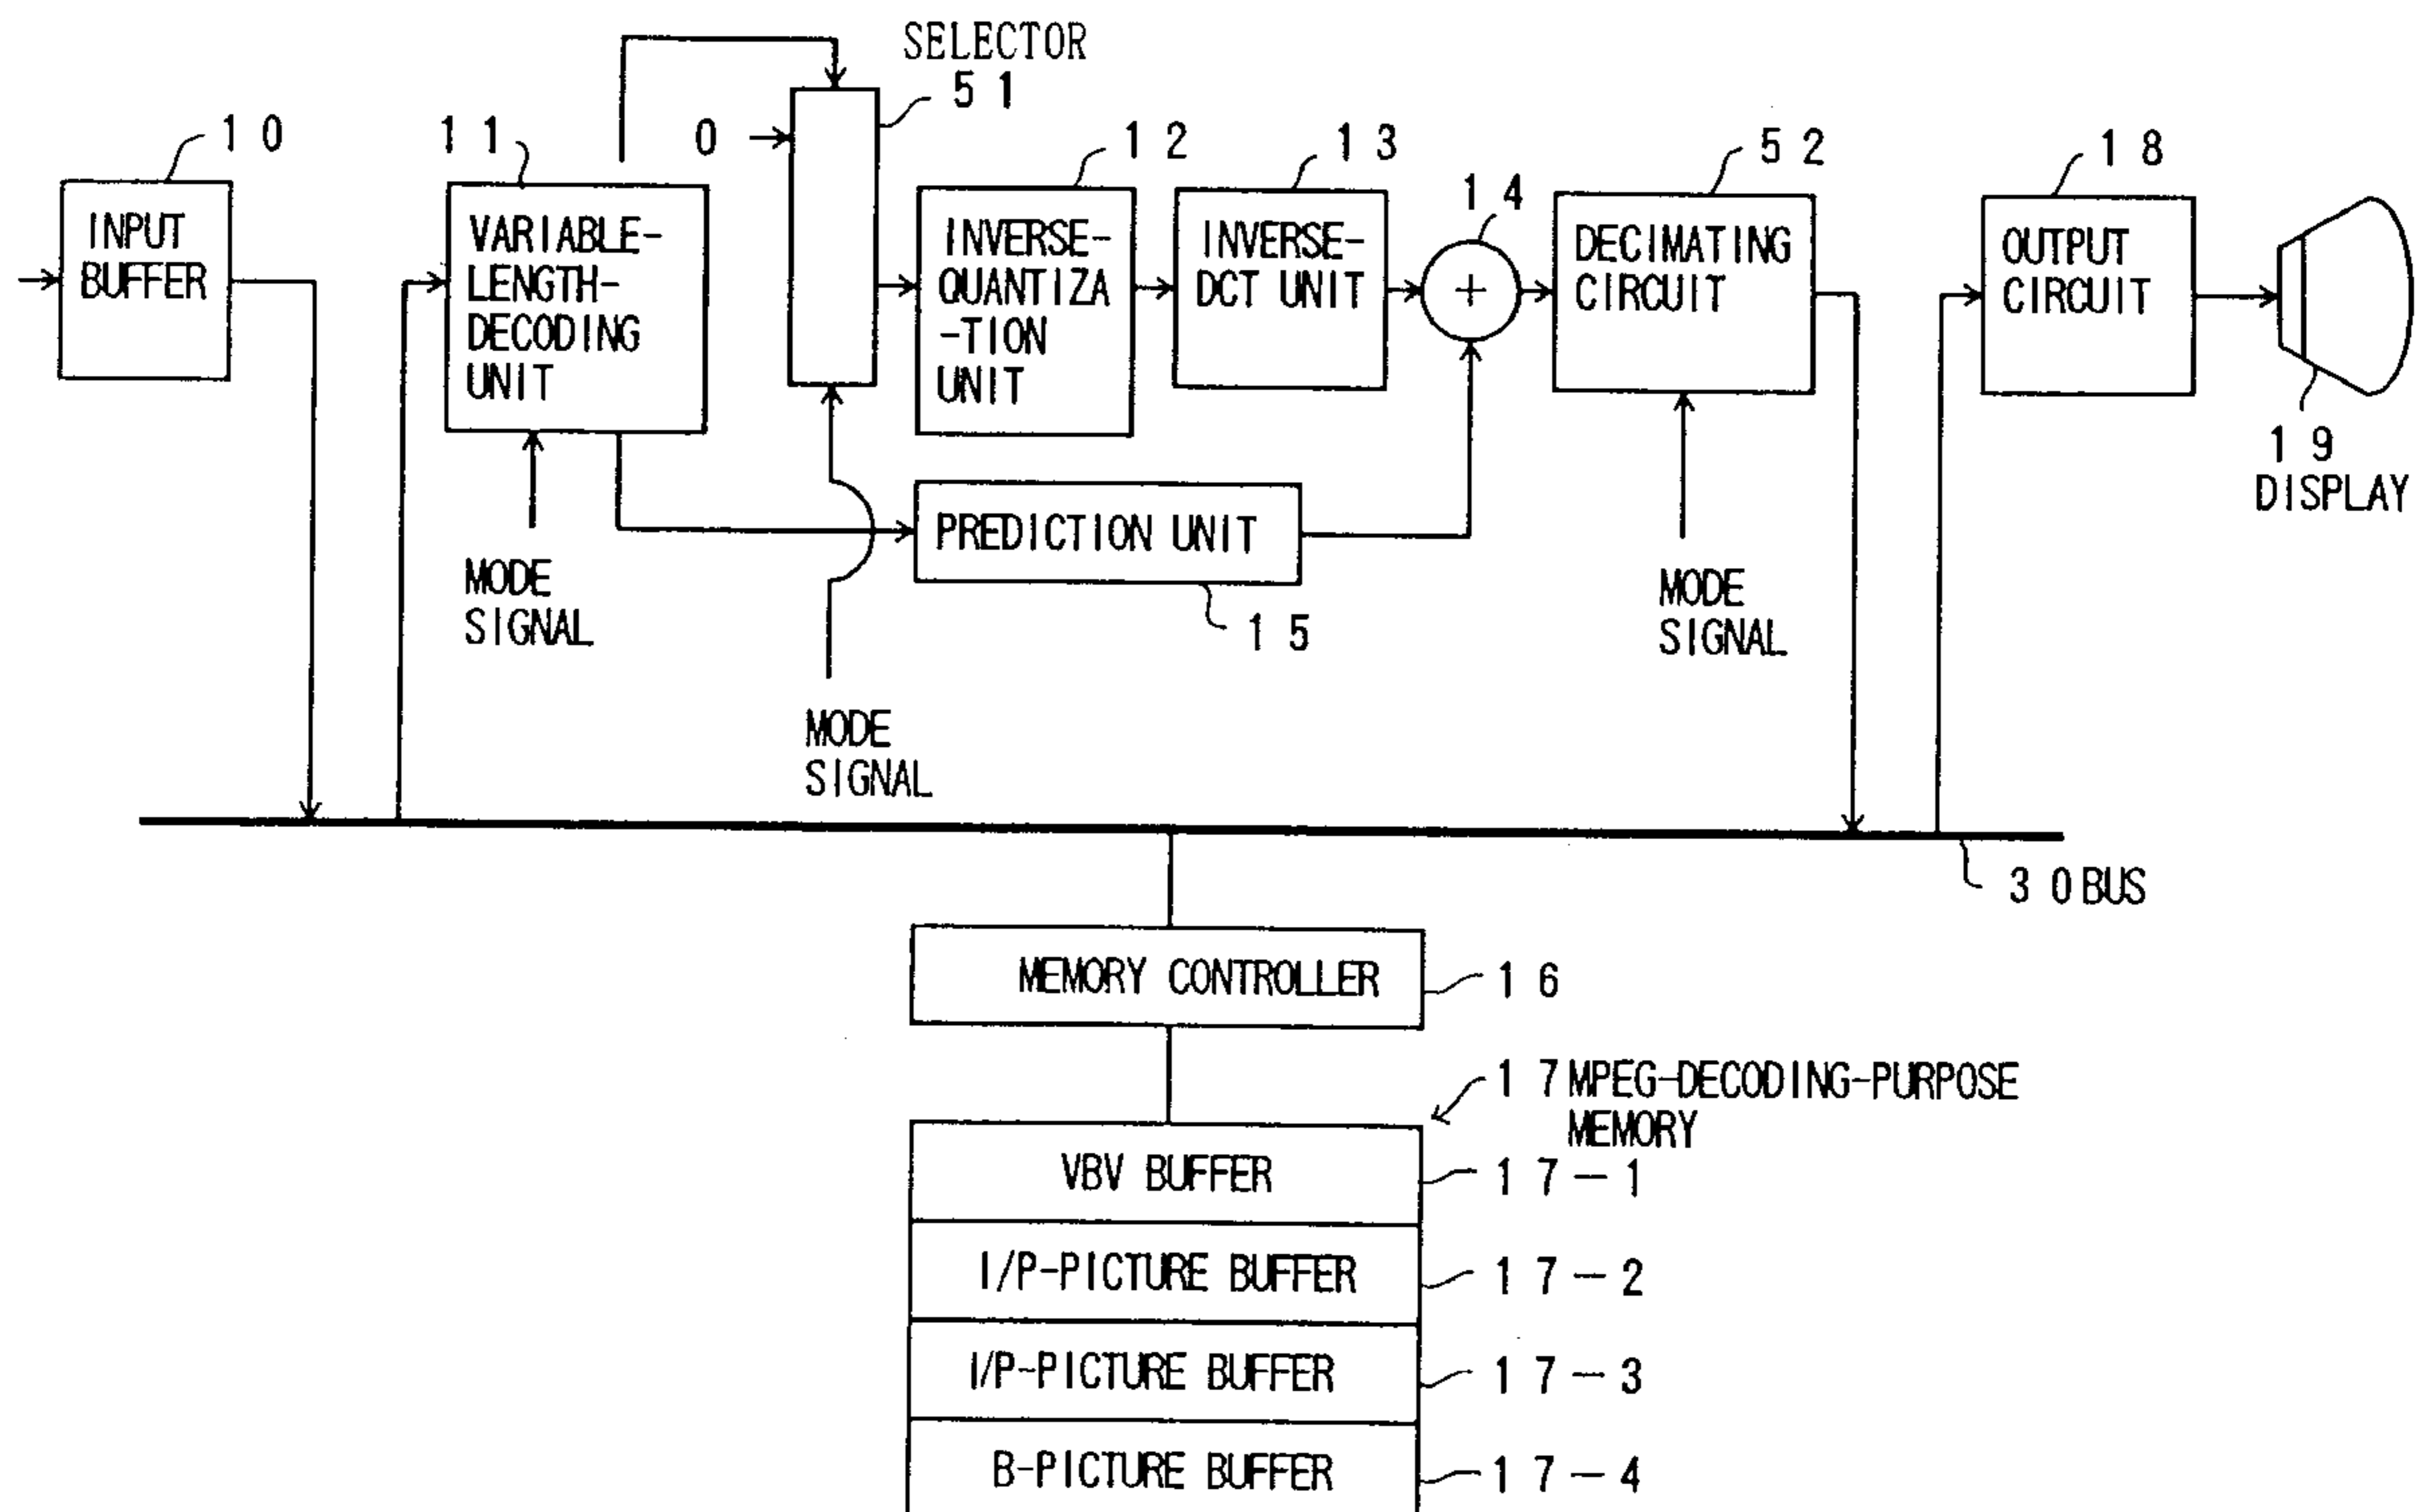 SELECTOR
5 1
1 0
1 1
0
1 2
1 3
1 4
5 2
1 8
INPUT
BUFFER
VARIABLE-
LENGTH-
DECODING
UNIT
INVERSE-
QUANTIZA
-TION
UNIT
INVERSE-
DCT UNIT
+
DECIMATING
CIRCUIT
OUTPUT
CIRCUIT
1 9
DISPLAY
MODE
SIGNAL
PREDICTION UNIT
1 5
MODE
SIGNAL
MODE
SIGNAL
3 0 BUS
MEMORY CONTROLLER
1 6
1 7 MPEG-DECODING-PURPOSE
MEMORY
VBV BUFFER
1 7 - 1
I/P-PICTURE BUFFER
1 7 - 2
I/P-PICTURE BUFFER
1 7 - 3
B-PICTURE BUFFER
1 7 - 4